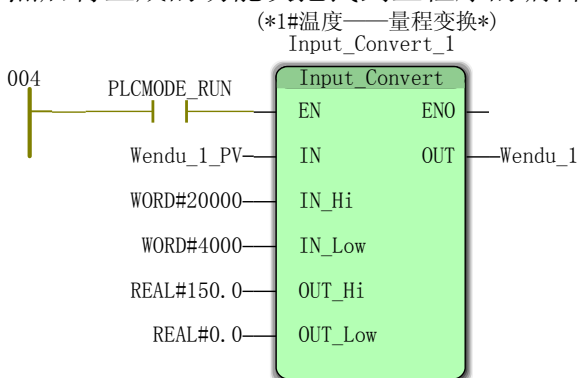 (*1#温度——量程变换*)
Input_Convert_1
004
PLCMODE_RUN
Input_Convert
EN ENO
Wendu_1_PV IN OUT Wendu_1
WORD#20000 IN_Hi
WORD#4000 IN_Low
REAL#150.0 OUT_Hi
REAL#0.0 OUT_Low